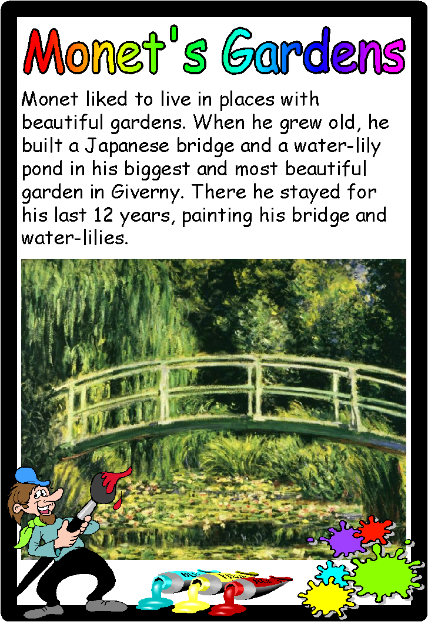 Monet's Gardens
Monet liked to live in places with
beautiful gardens. When he grew old, he
built a Japanese bridge and a water-lily
pond in his biggest and most beautiful
garden in Giverny. There he stayed for
his last 12 years, painting his bridge and
water-lilies.